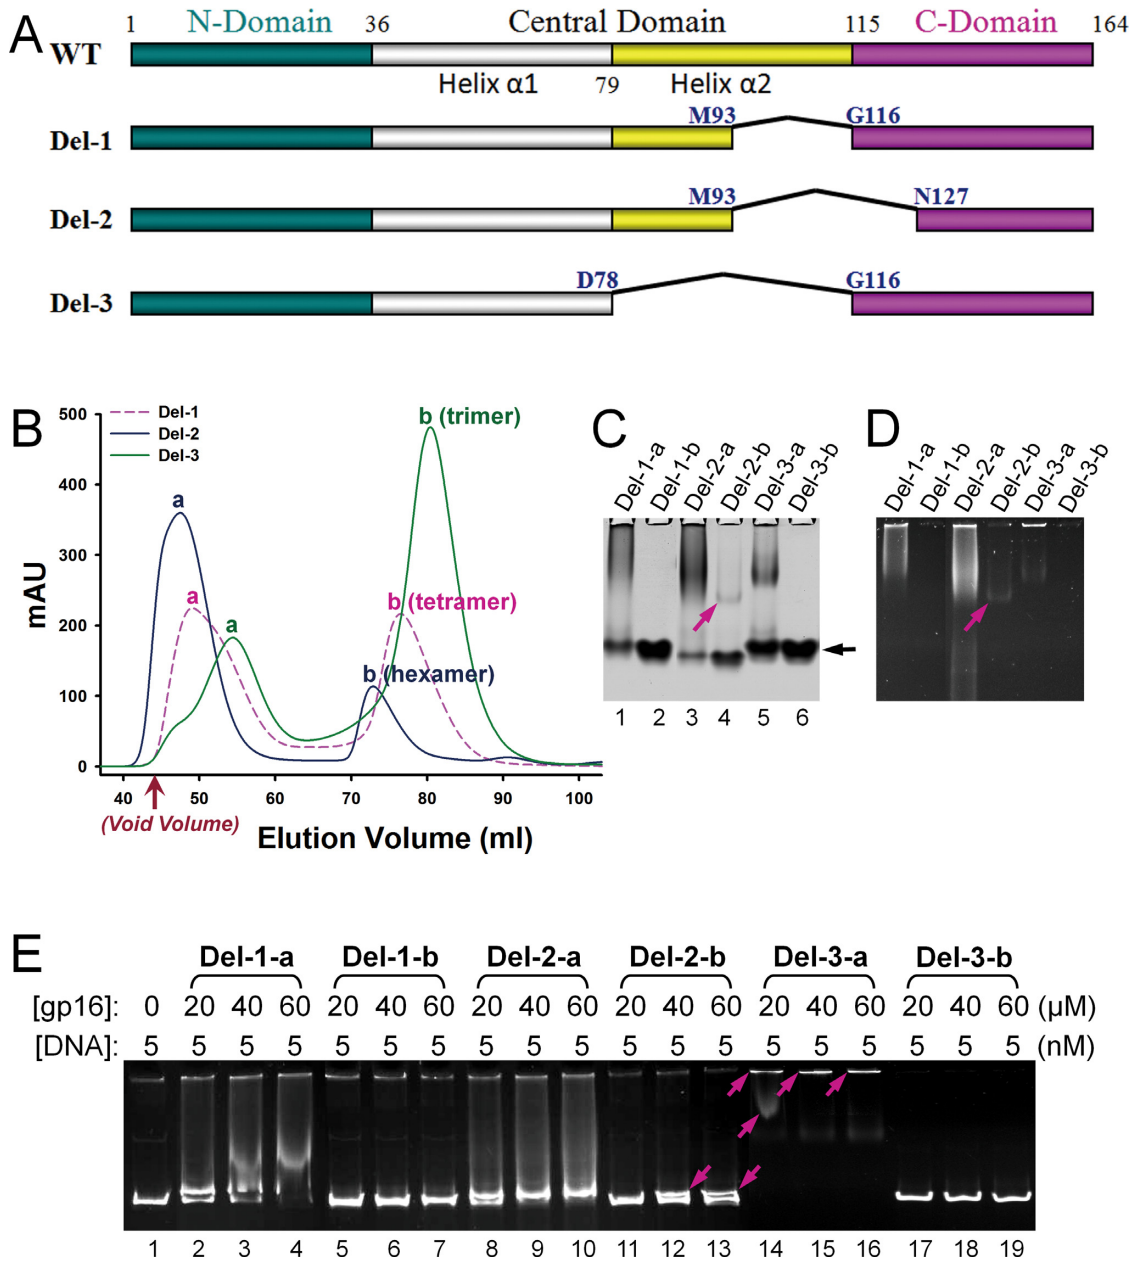 A
1 N-Domain 36 Central Domain 115 C-Domain 164
WT
Helix α1 79 Helix α2
M93 G116
Del-1
M93 N127
Del-2
D78 G116
Del-3
B
Del-1
Del-2
Del-3
500
400
300
200
100
0
mAU
a
a
a
b (trimer)
b (tetramer)
b (hexamer)
40 50 60 70 80 90 100
(Void Volume)
Elution Volume (ml)
C
Del-1-a Del-1-b Del-2-a Del-2-b Del-3-a Del-3-b
1 2 3 4 5 6
D
Del-1-a Del-1-b Del-2-a Del-2-b Del-3-a Del-3-b
E
Del-1-a Del-1-b Del-2-a Del-2-b Del-3-a Del-3-b
[gp16]: 0 20 40 60 20 40 60 20 40 60 20 40 60 20 40 60 20 40 60 (µM)
[DNA]: 5 5 5 5 5 5 5 5 5 5 5 5 5 5 5 5 5 5 5 (nM)
1 2 3 4 5 6 7 8 9 10 11 12 13 14 15 16 17 18 19